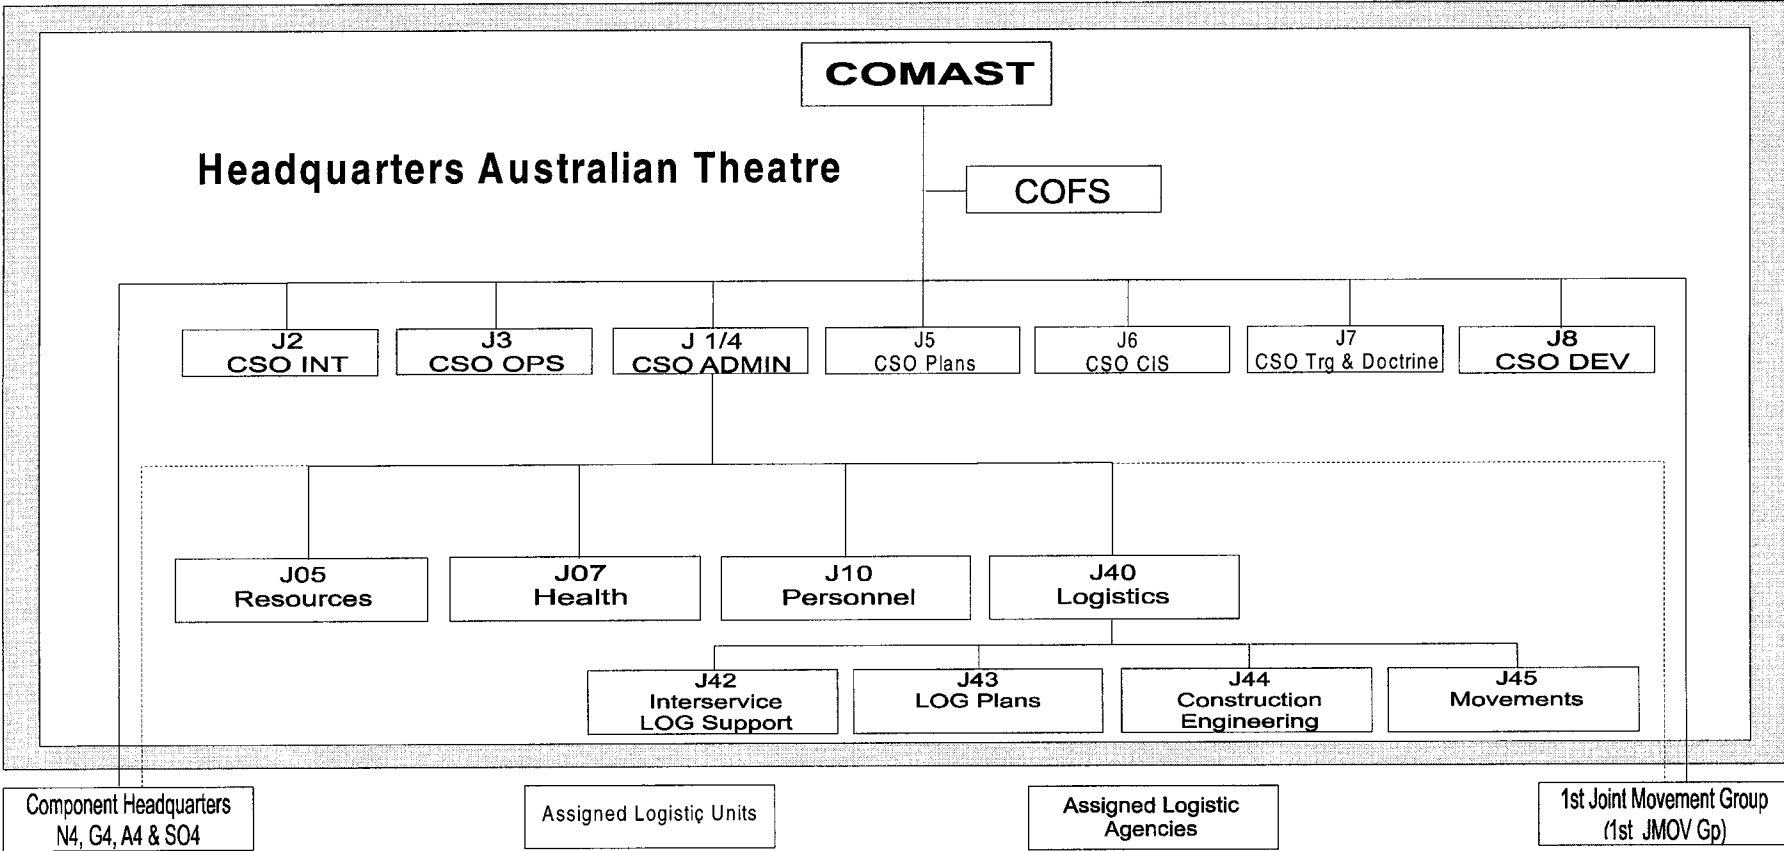 COMAST
Headquarters Australian Theatre
COFS
J2
CSO INT
J3
CSO OPS
J 1/4
CSO ADMIN
J5
CSO Plans
J6
CSO CIS
J7
CSO Trg & Doctrine
J8
CSO DEV
J05
Resources
J07
Health
J10
Personnel
J40
Logistics
J42
Interservice
LOG Support
J43
LOG Plans
J44
Construction
Engineering
J45
Movements
Component Headquarters
N4, G4, A4 & SO4
Assigned Logistic Units
Assigned Logistic
Agencies
1st Joint Movement Group
(1st JMOV Gp)